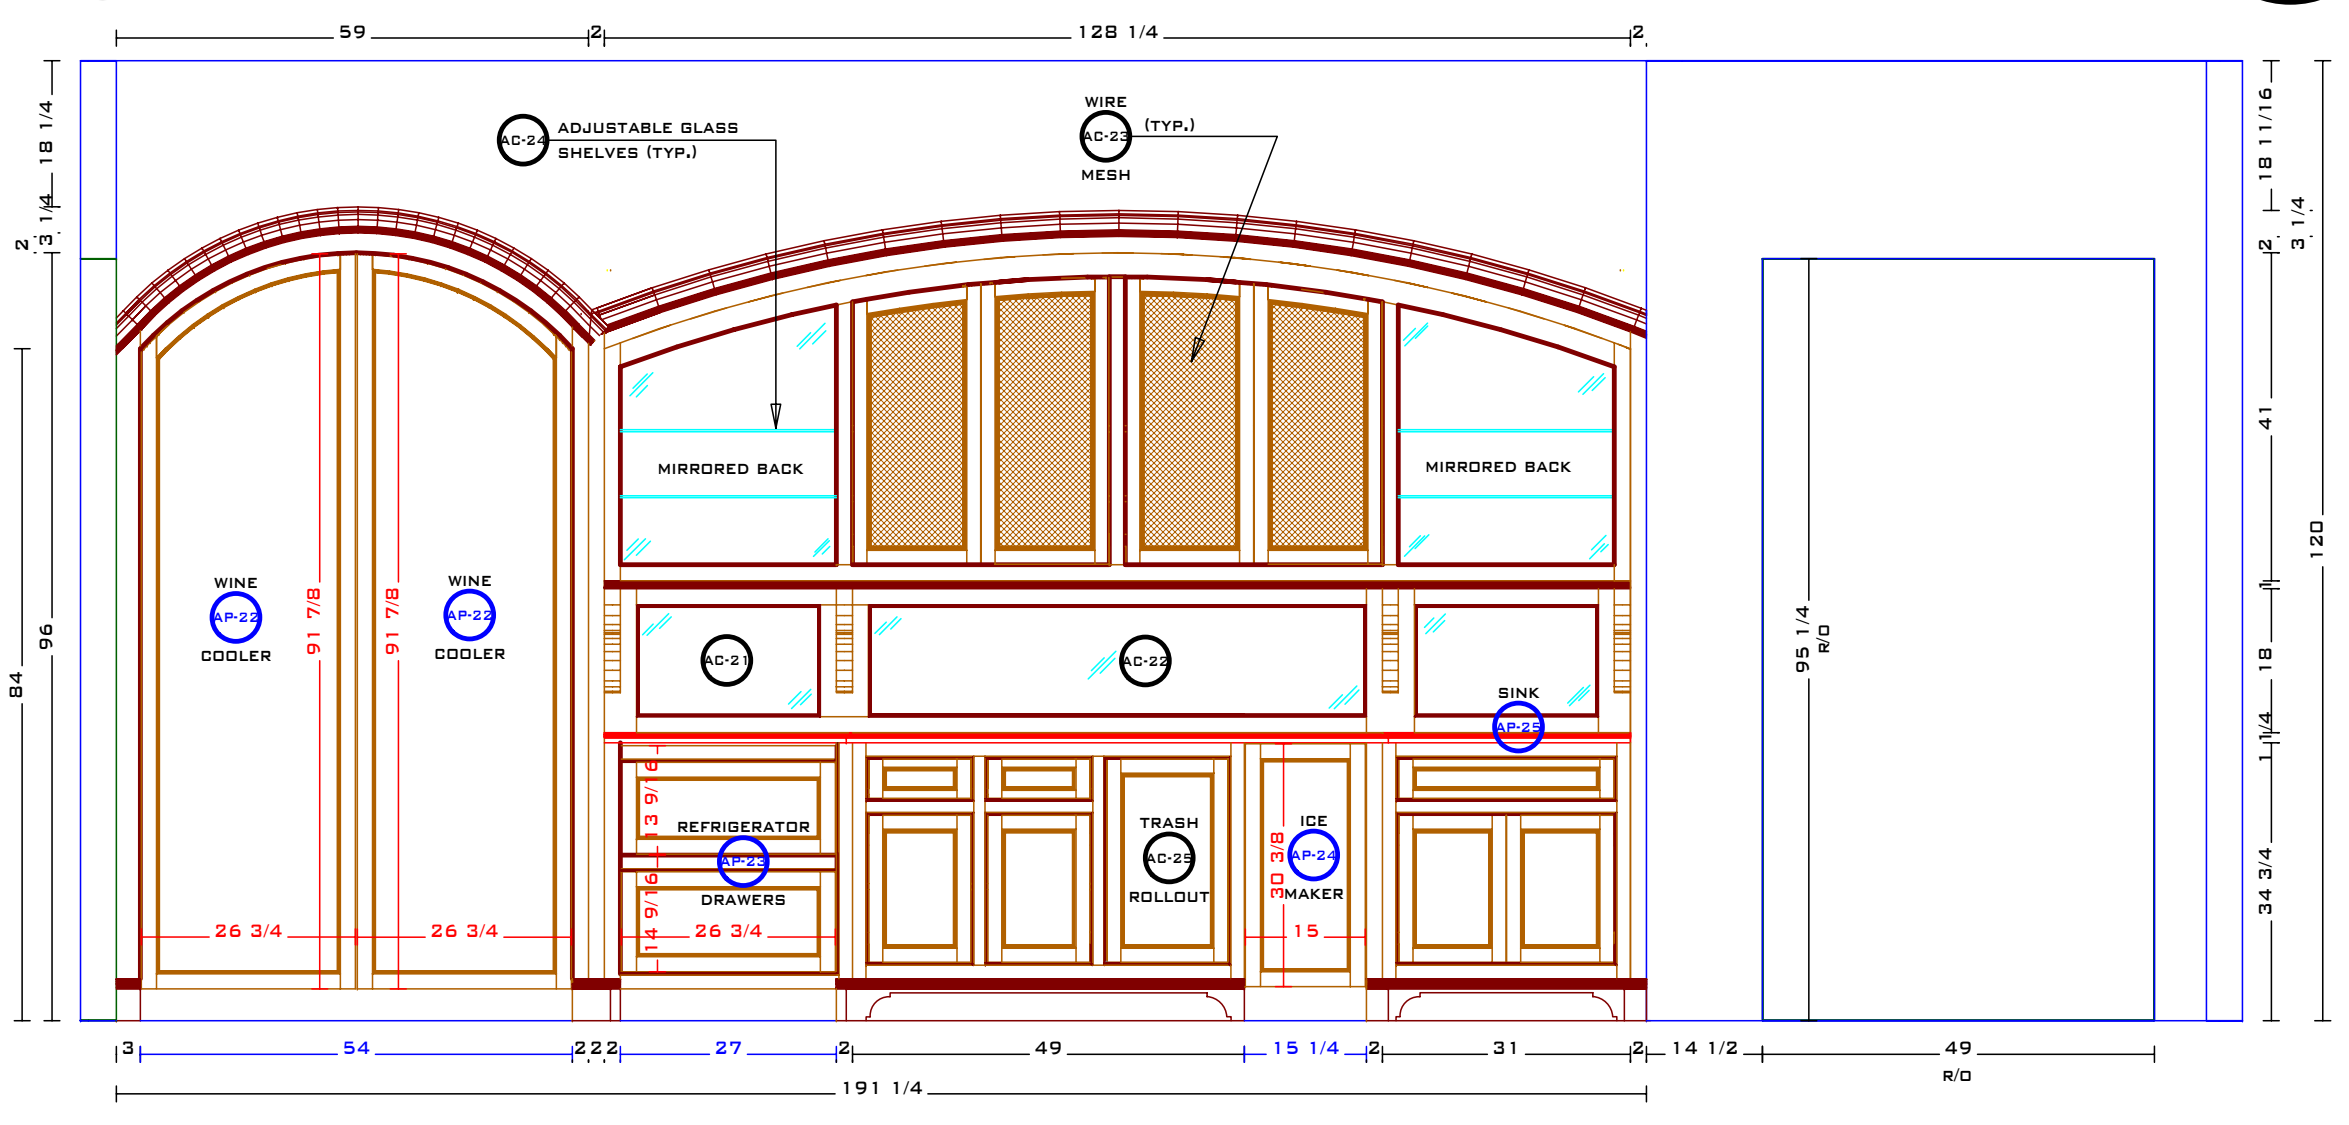 59
2
128 1/4
2
18 1/4
3 1/4
2
84
96
18 11/16
3 1/4
2
41
120
1
18
1 1/4
34 3/4
AC-24
ADJUSTABLE GLASS
SHELVES (TYP.)
WIRE
AC-23
(TYP.)
MESH
MIRRORED BACK
MIRRORED BACK
WINE
AP-22
COOLER
WINE
AP-22
COOLER
91 7/8
91 7/8
AC-21
AC-22
SINK
AP-25
95 1/4
R/O
13 9/16
14 9/16
REFRIGERATOR
AP-23
DRAWERS
TRASH
AC-25
ROLLOUT
ICE
AP-24
MAKER
30 3/8
26 3/4
26 3/4
26 3/4
15
3
54
2
2
2
27
2
49
15 1/4
2
31
2
14 1/2
49
R/O
191 1/4